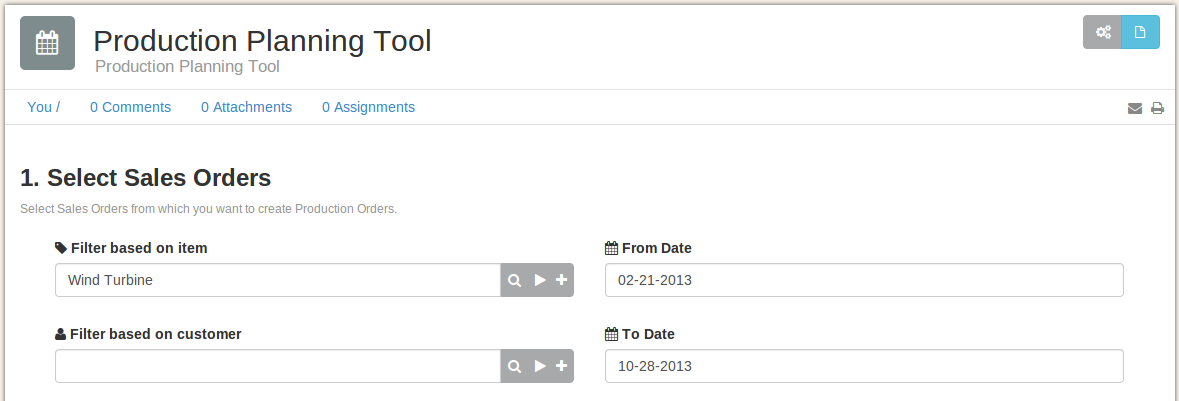 Production Planning Tool
Production Planning Tool
You /  0 Comments  0 Attachments  0 Assignments
1. Select Sales Orders
Select Sales Orders from which you want to create Production Orders.
Filter based on item  From Date
Wind Turbine  02-21-2013
Filter based on customer  To Date
10-28-2013